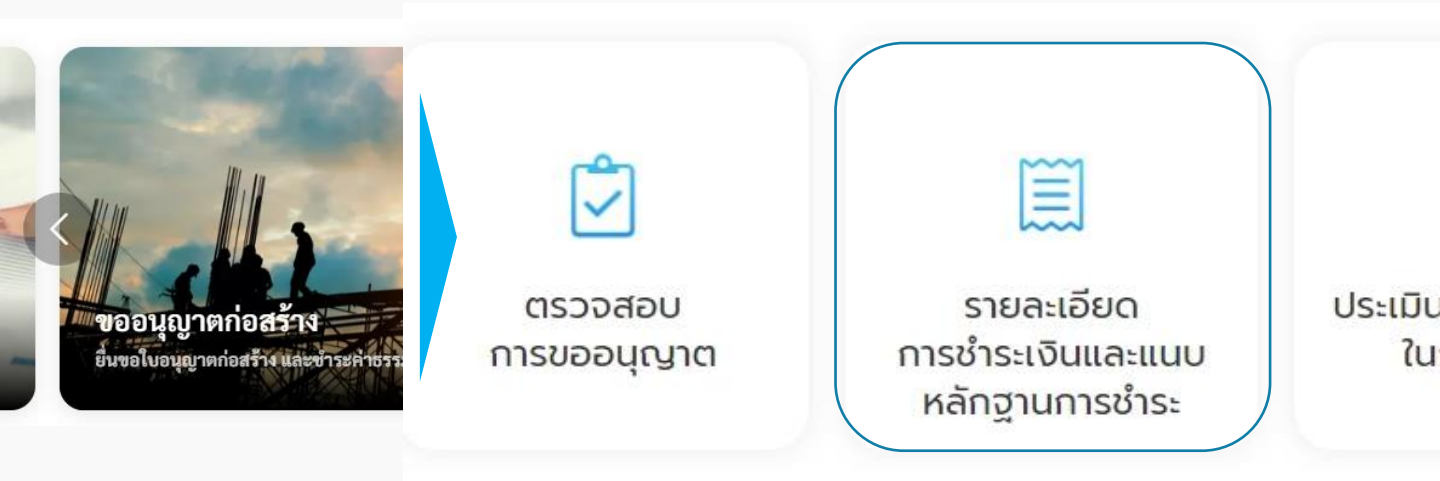 ขออนุญาตก่อสร้าง
ยื่นขอใบอนุญาตก่อสร้าง และชำระค่าธรร
ตรวจสอบ
การขออนุญาต
รายละเอียด
การชำระเงินและแนบ
หลักฐานการชำระ
ประเมิน
ใน